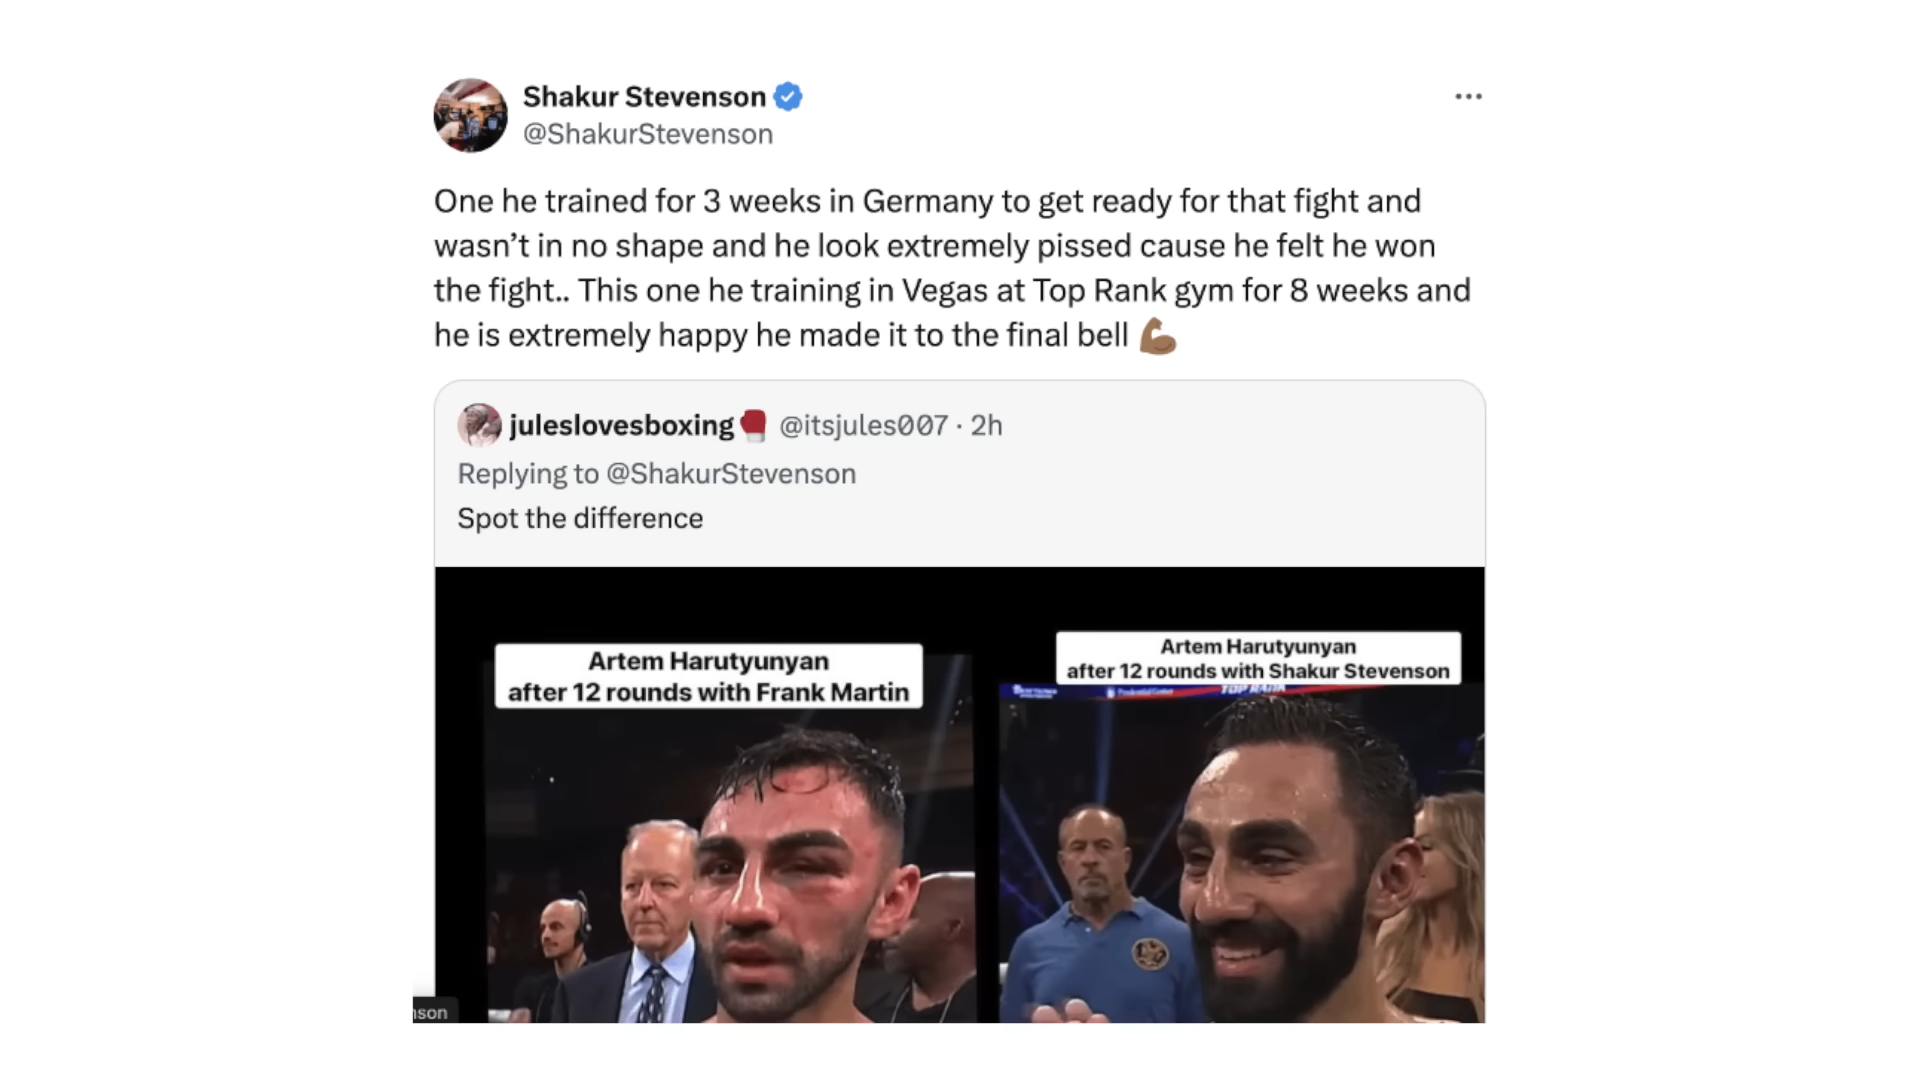 Shakur Stevenson
@ShakurStevenson
One he trained for 3 weeks in Germany to get ready for that fight and
wasn’t in no shape and he look extremely pissed cause he felt he won
the fight.. This one he training in Vegas at Top Rank gym for 8 weeks and
he is extremely happy he made it to the final bell 💪🏾
juleslovesboxing🥊 @itsjules007 · 2h
Replying to @ShakurStevenson
Spot the difference
Artem Harutyunyan
after 12 rounds with Frank Martin
Artem Harutyunyan
after 12 rounds with Shakur Stevenson
Prudential Center
TOP RANK
nson